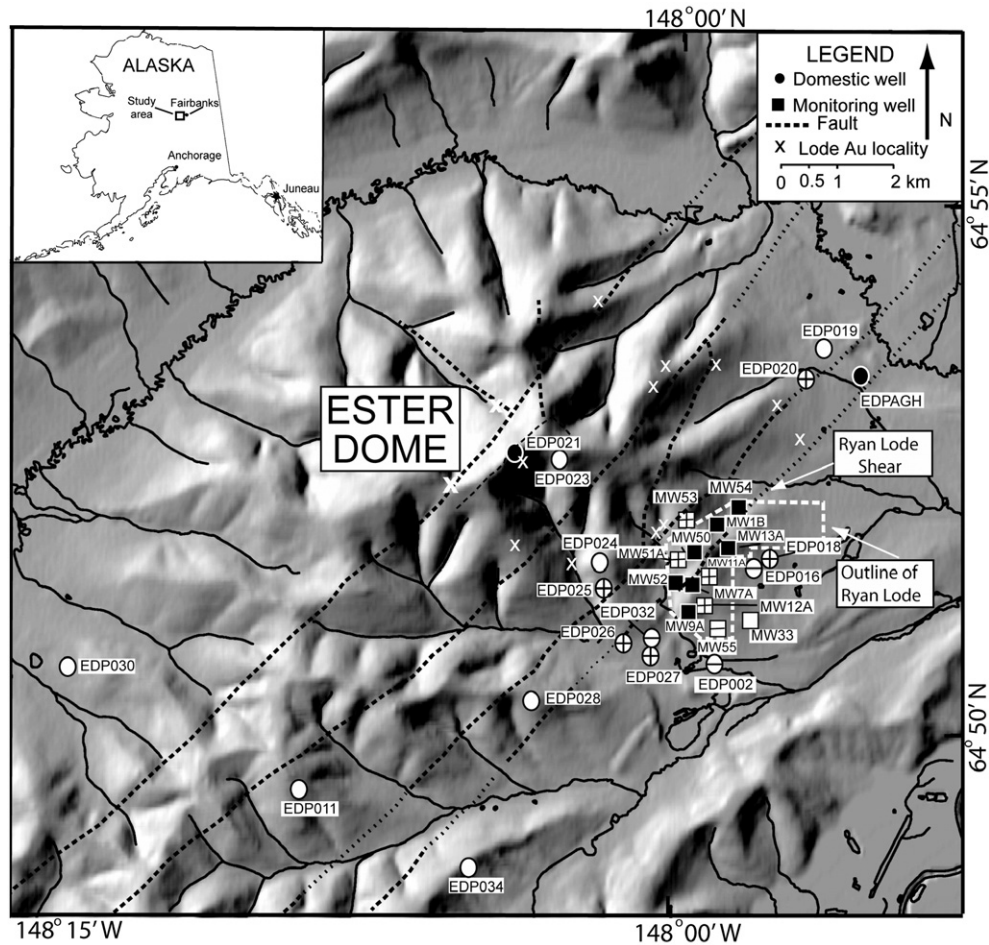 148°00'N
ALASKA
Study
area
Fairbanks
Anchorage
Juneau
LEGEND
Domestic well
Monitoring well
Fault
x Lode Au locality
0 0.5 1 2 km
N
64°55'N
EDP019
EDP020
EDPAGH
ESTER
DOME
EDP021
EDP023
Ryan Lode
Shear
MW54
MW53
MW1B
MW50
MW13A
EDP024
MW51A
MW11A
EDP018
EDP025
MW52
EDP016
MW7A
Outline of
Ryan Lode
EDP032
MW12A
EDP026
MW9A
MW33
MW55
EDP030
EDP027
EDP002
EDP028
64°50'N
EDP011
EDP034
148°15'W
148°00'W